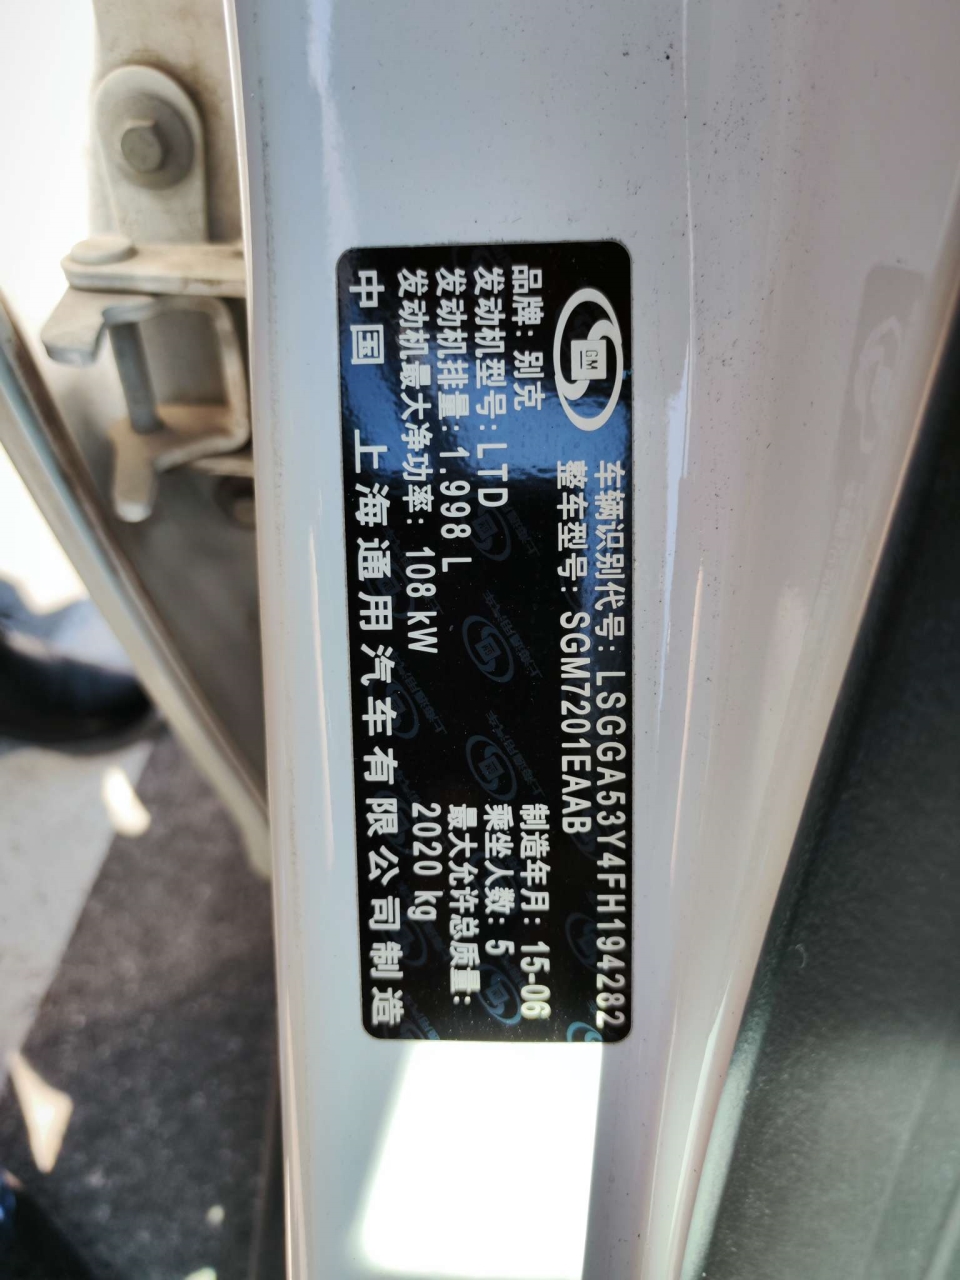 GM
车辆识别代号: LSGGA53Y4FH194282
整车型号: SGM7201EAAB
品牌: 别克
制造年月: 15-06
发动机型号: LTD
乘坐人数: 5
发动机排量: 1.998 L
最大允许总质量:
发动机最大净功率: 108 kW
2020 kg
中国 上海通用汽车有限公司制造